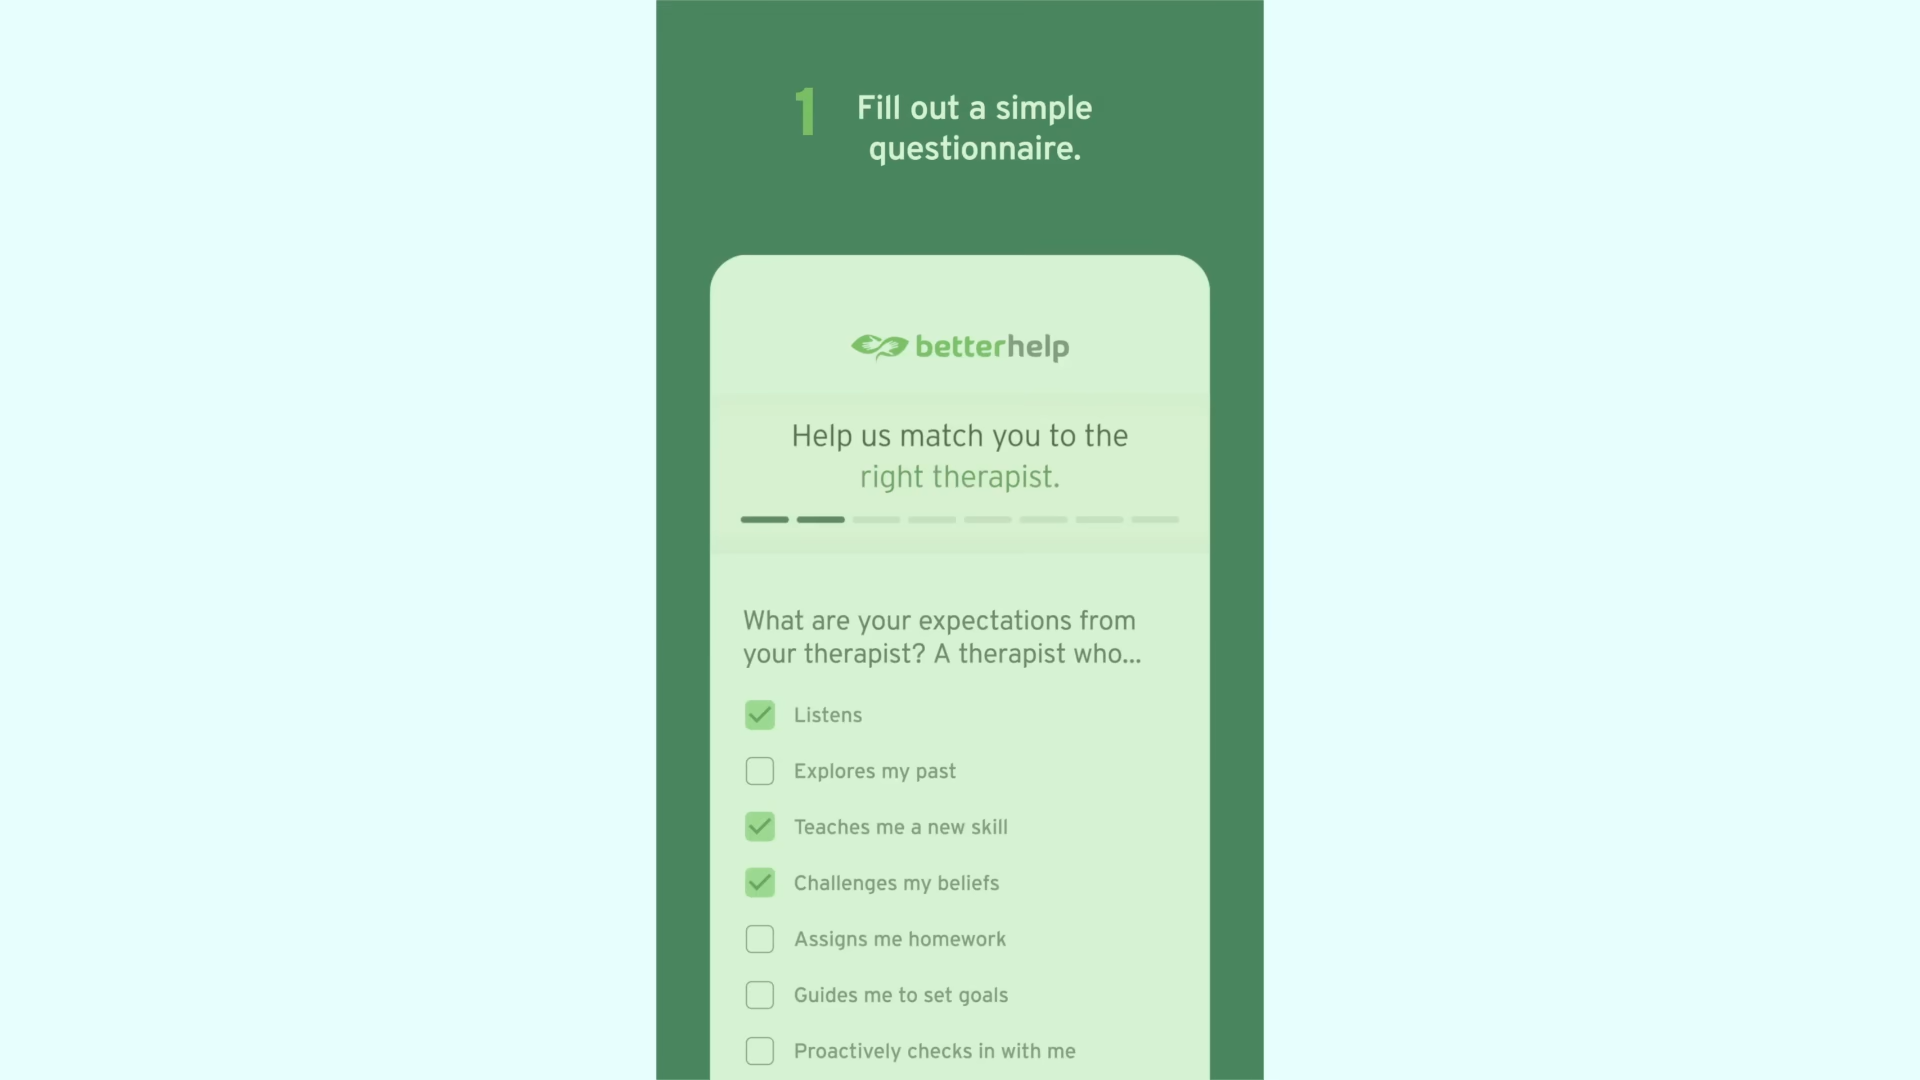 1
Fill out a simple
questionnaire.
betterhelp
Help us match you to the
right therapist.
What are your expectations from
your therapist? A therapist who...
Listens
Explores my past
Teaches me a new skill
Challenges my beliefs
Assigns me homework
Guides me to set goals
Proactively checks in with me